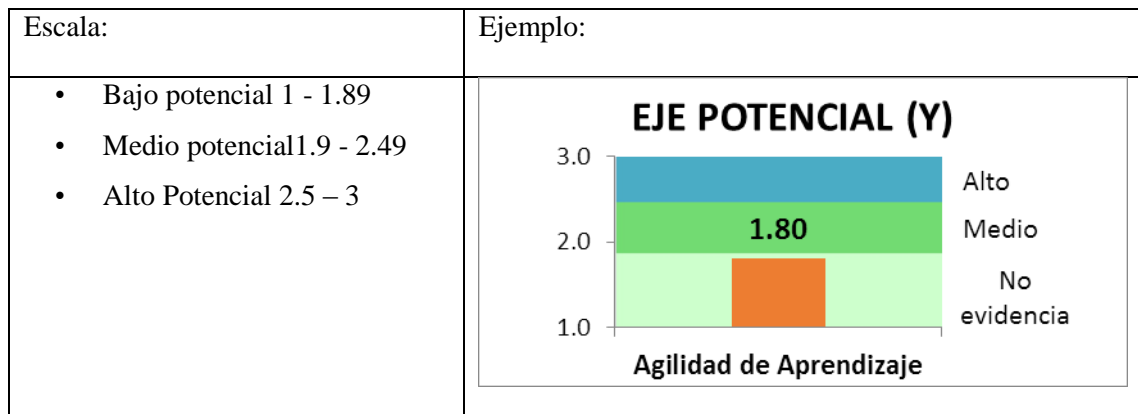 Escala:
Ejemplo:
• Bajo potencial 1 - 1.89
• Medio potencial1.9 - 2.49
• Alto Potencial 2.5 – 3
EJE POTENCIAL (Y)
3.0
Alto
1.80
Medio
2.0
No
evidencia
1.0
Agilidad de Aprendizaje